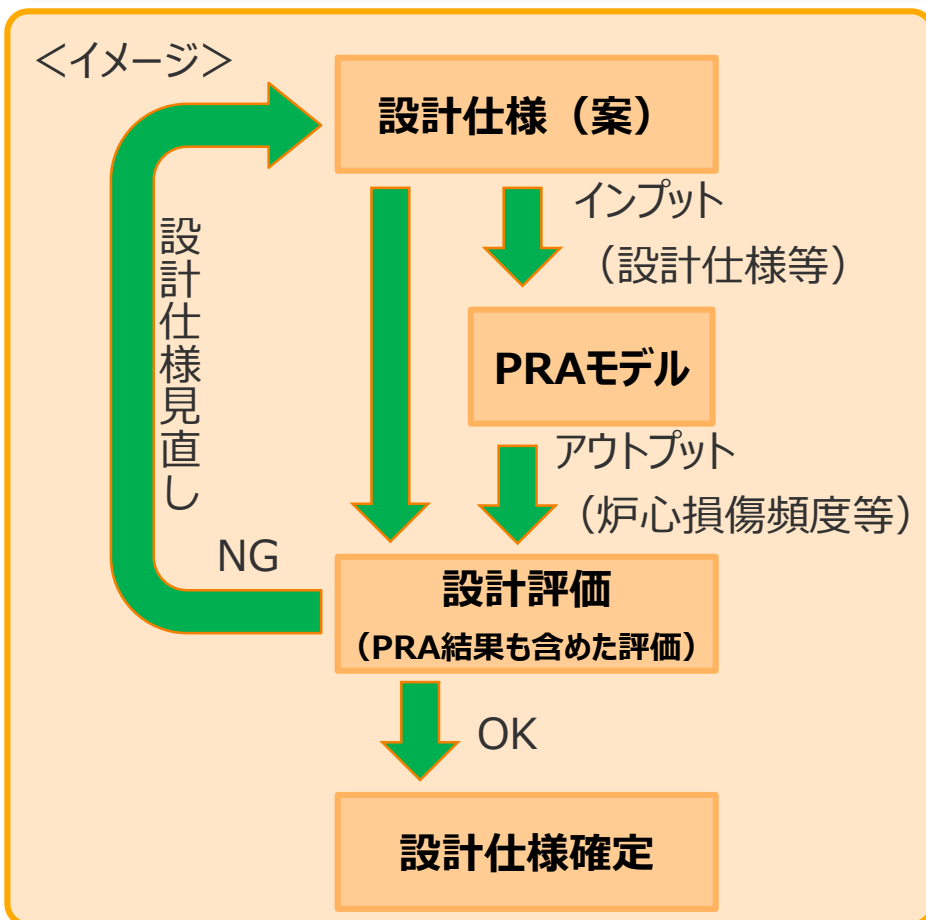 ＜イメージ＞
設計仕様（案）
インプット
（設計仕様等）
設計仕様見直し
PRAモデル
アウトプット
（炉心損傷頻度等）
NG
設計評価
（PRA結果も含めた評価）
OK
設計仕様確定